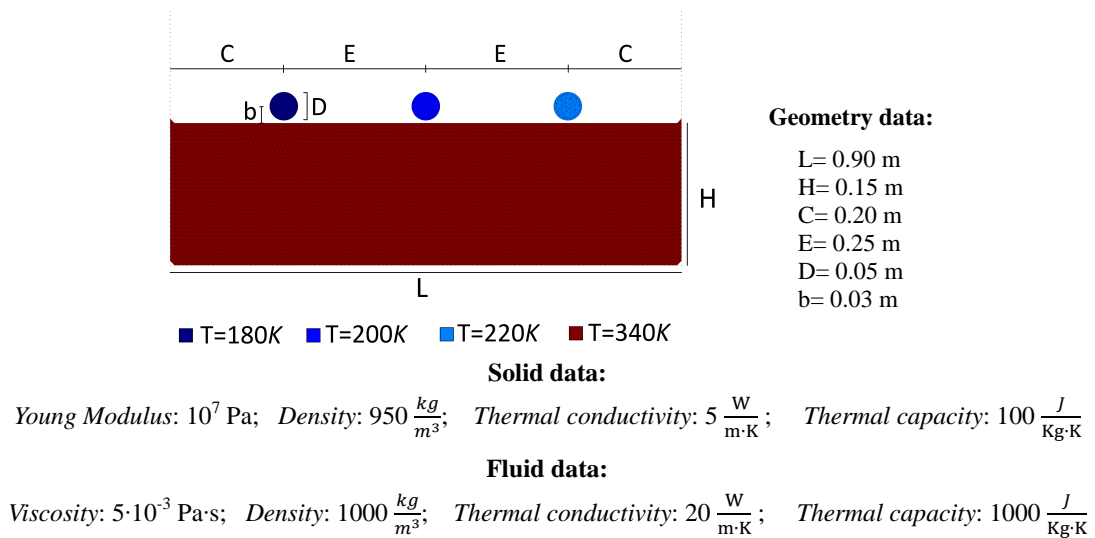 C E E C
b D
H
L
T=180K T=200K T=220K T=340K
Geometry data:
L= 0.90 m
H= 0.15 m
C= 0.20 m
E= 0.25 m
D= 0.05 m
b= 0.03 m
Solid data:
Young Modulus: 10⁷ Pa; Density: 950 kg/m³; Thermal conductivity: 5 W/m·K ; Thermal capacity: 100 J/Kg·K
Fluid data:
Viscosity: 5·10⁻³ Pa·s; Density: 1000 kg/m³; Thermal conductivity: 20 W/m·K ; Thermal capacity: 1000 J/Kg·K